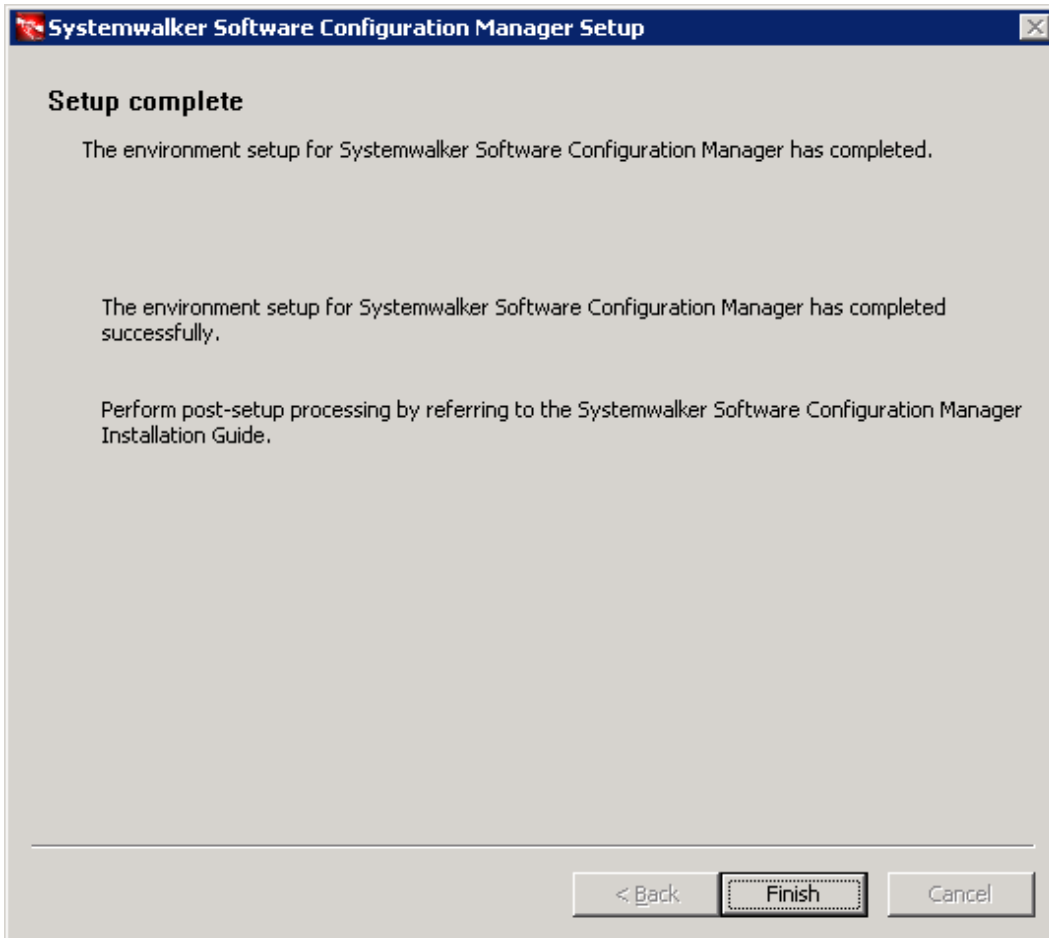 Systemwalker Software Configuration Manager Setup
Setup complete
The environment setup for Systemwalker Software Configuration Manager has completed.
The environment setup for Systemwalker Software Configuration Manager has completed
successfully.
Perform post-setup processing by referring to the Systemwalker Software Configuration Manager
Installation Guide.
< Back Finish Cancel